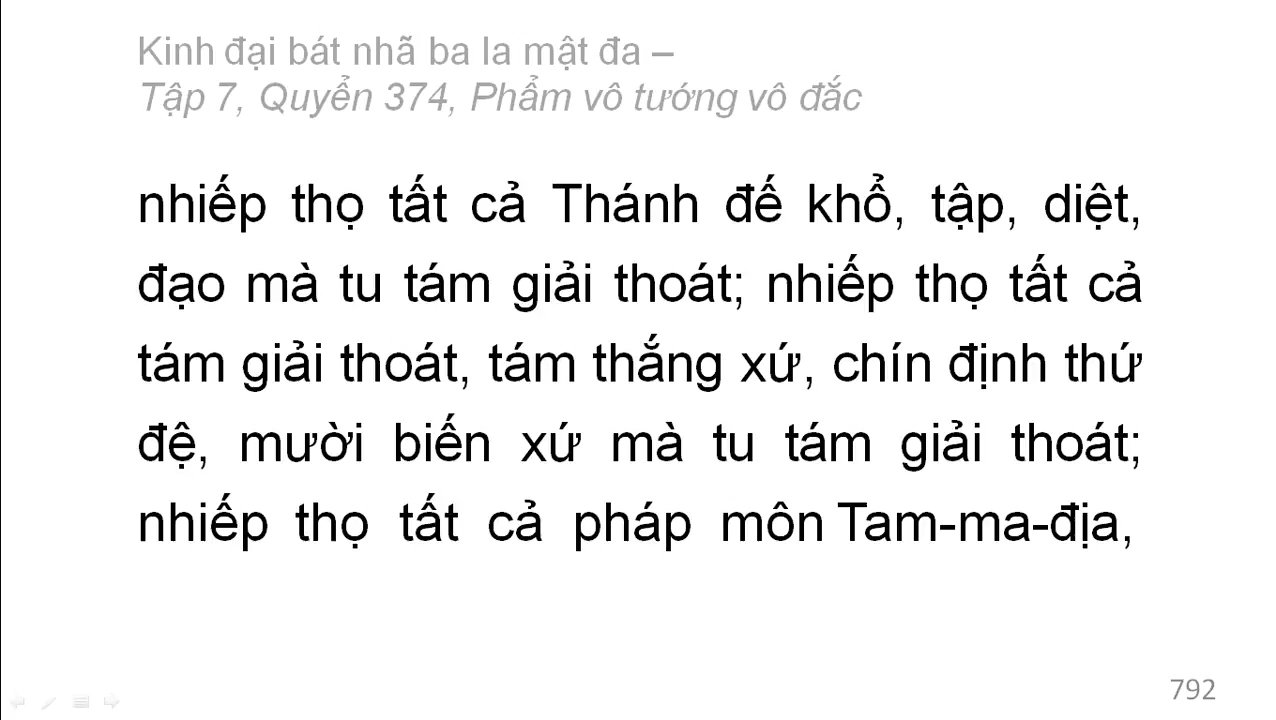 Kinh đại bát nhã ba la mật đa –
Tập 7, Quyển 374, Phẩm vô tướng vô đắc
nhiếp thọ tất cả Thánh đế khổ, tập, diệt,
đạo mà tu tám giải thoát; nhiếp thọ tất cả
tám giải thoát, tám thắng xứ, chín định thứ
đệ, mười biến xứ mà tu tám giải thoát;
nhiếp thọ tất cả pháp môn Tam-ma-địa,
792